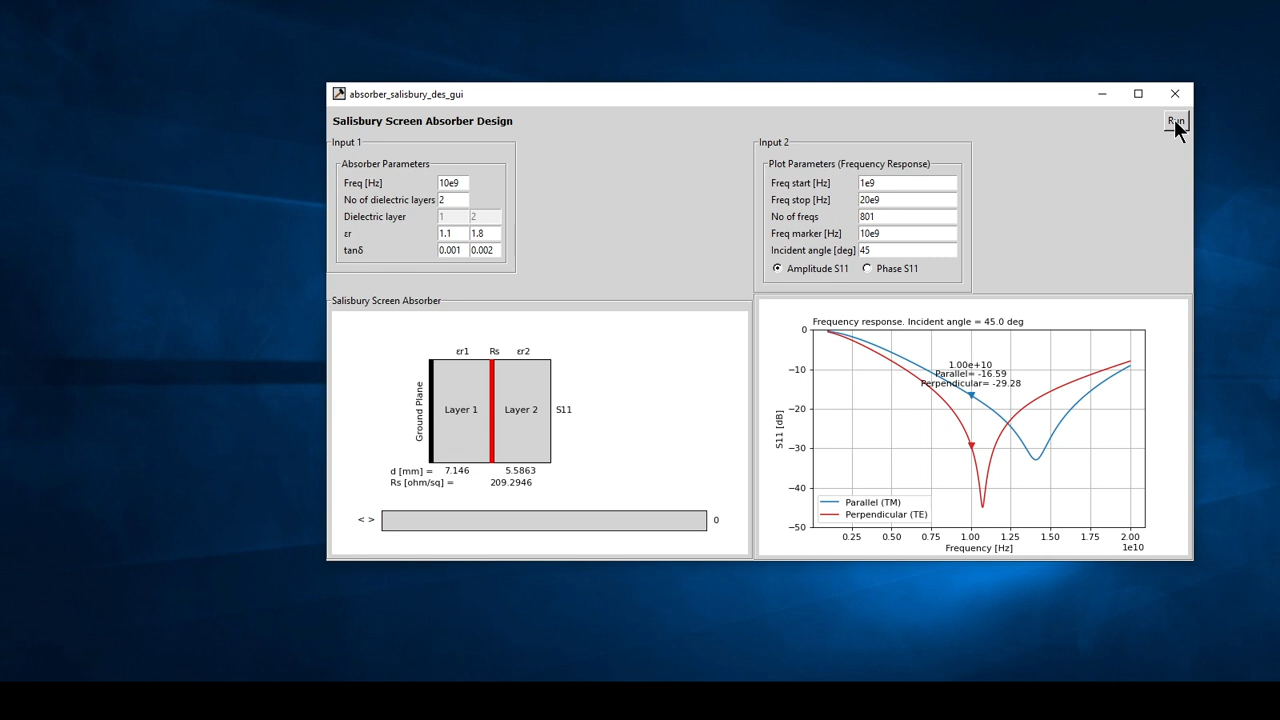 absorber_salisbury_des_gui
Salisbury Screen Absorber Design
Run
Input 1
Absorber Parameters
Freq [Hz] 10e9
No of dielectric layers 2
Dielectric layer 1 2
εr 1.1 1.8
tanδ 0.001 0.002
Input 2
Plot Parameters (Frequency Response)
Freq start [Hz] 1e9
Freq stop [Hz] 20e9
No of freqs 801
Freq marker [Hz] 10e9
Incident angle [deg] 45
Amplitude S11 Phase S11
Salisbury Screen Absorber
εr1 Rs εr2
Ground Plane
Layer 1 Layer 2 S11
d [mm] = 7.146 5.5863
Rs [ohm/sq] = 209.2946
< > 0
Frequency response. Incident angle = 45.0 deg
1.00e+10
Parallel= -16.59
Perpendicular= -29.28
S11 [dB]
0
−10
−20
−30
−40
−50
Parallel (TM)
Perpendicular (TE)
0.25 0.50 0.75 1.00 1.25 1.50 1.75 2.00
Frequency [Hz] 1e10